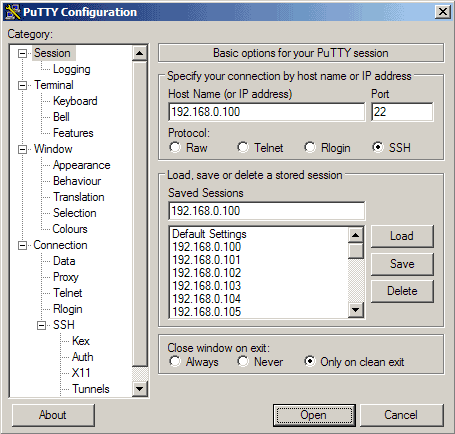 PuTTY Configuration
Category:
Session
Logging
Terminal
Keyboard
Bell
Features
Window
Appearance
Behaviour
Translation
Selection
Colours
Connection
Data
Proxy
Telnet
Rlogin
SSH
Kex
Auth
X11
Tunnels
Basic options for your PuTTY session
Specify your connection by host name or IP address
Host Name (or IP address) Port
192.168.0.100 22
Protocol:
Raw Telnet Rlogin SSH
Load, save or delete a stored session
Saved Sessions
192.168.0.100
Default Settings
192.168.0.100
192.168.0.101
192.168.0.102
192.168.0.103
192.168.0.104
192.168.0.105
Load
Save
Delete
Close window on exit:
Always Never Only on clean exit
About Open Cancel